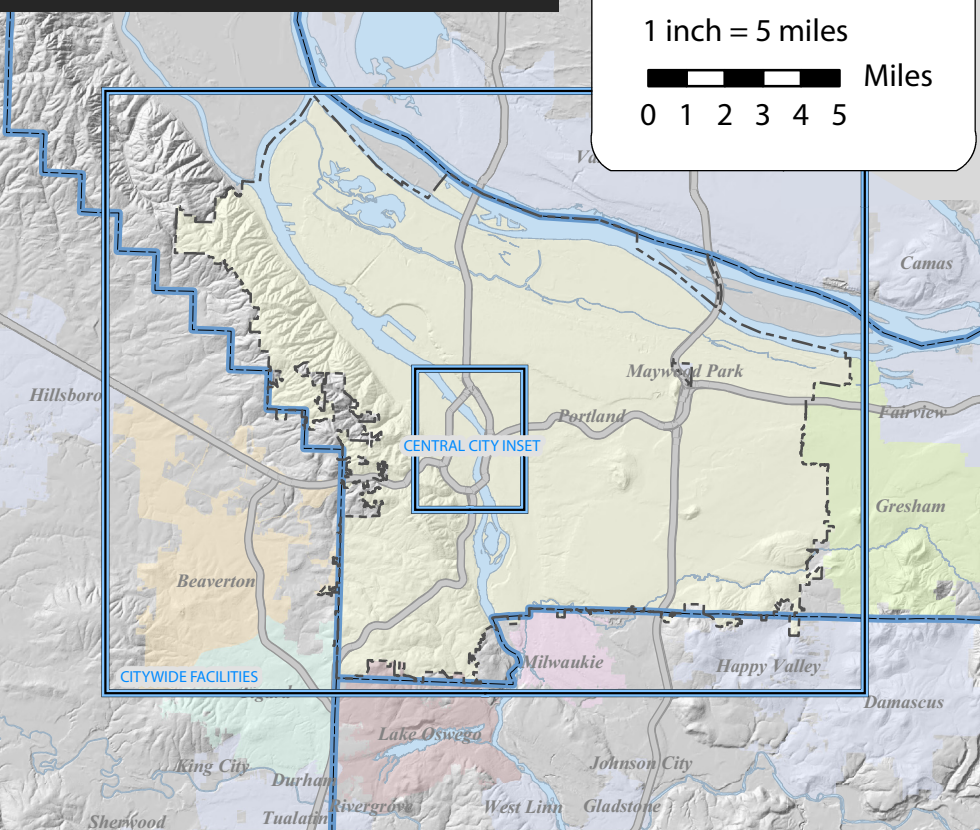 1 inch = 5 miles
Miles
0 1 2 3 4 5
Camas
Maywood Park
Hillsboro
Portland
Fairview
CENTRAL CITY INSET
Gresham
Beaverton
Milwaukie
Happy Valley
CITYWIDE FACILITIES
Damascus
Lake Oswego
King City
Johnson City
Durham
Rivergrove
West Linn
Gladstone
Tualatin
Sherwood